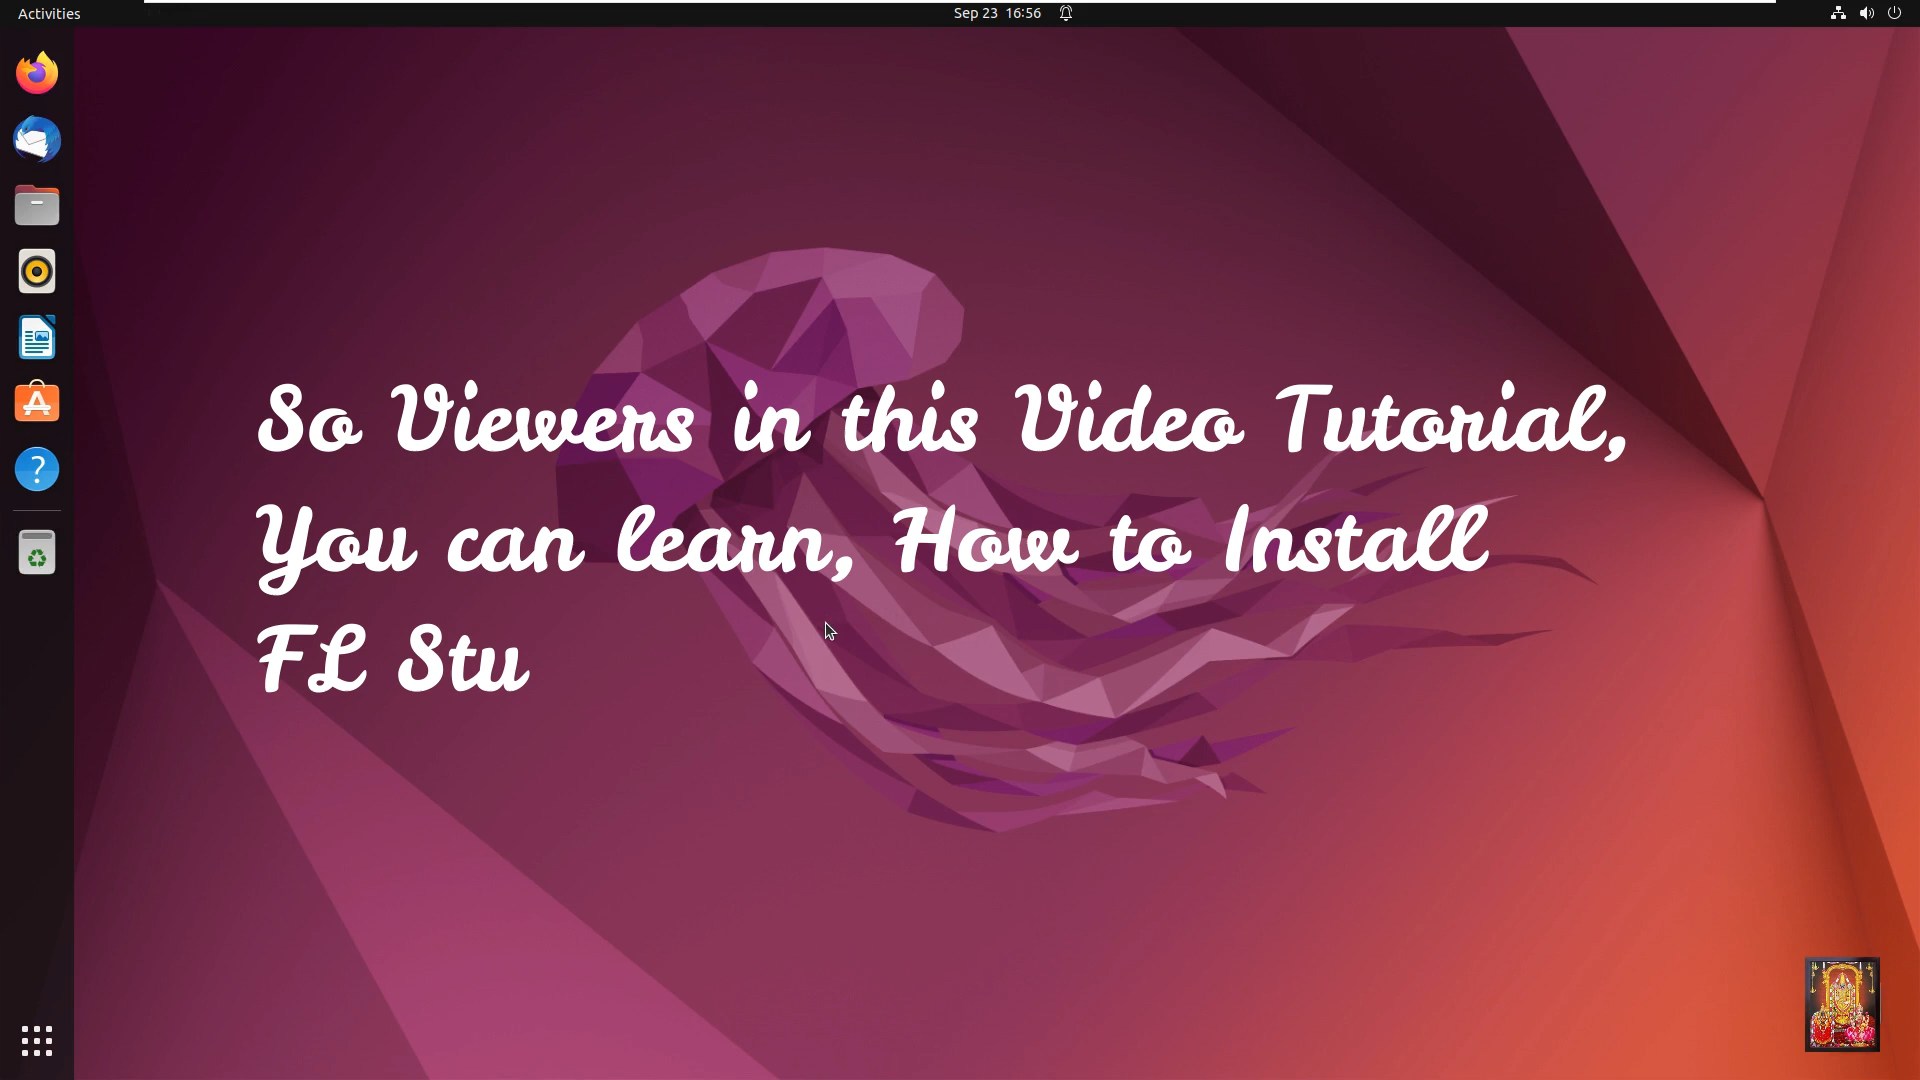 Activities
Sep 23 16:56
So Viewers in this Video Tutorial,
You can learn, How to Install
FL Stu